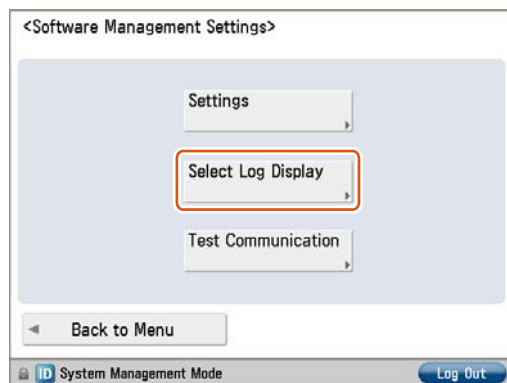 <Software Management Settings>
Settings
Select Log Display
Test Communication
Back to Menu
ID System Management Mode
Log Out